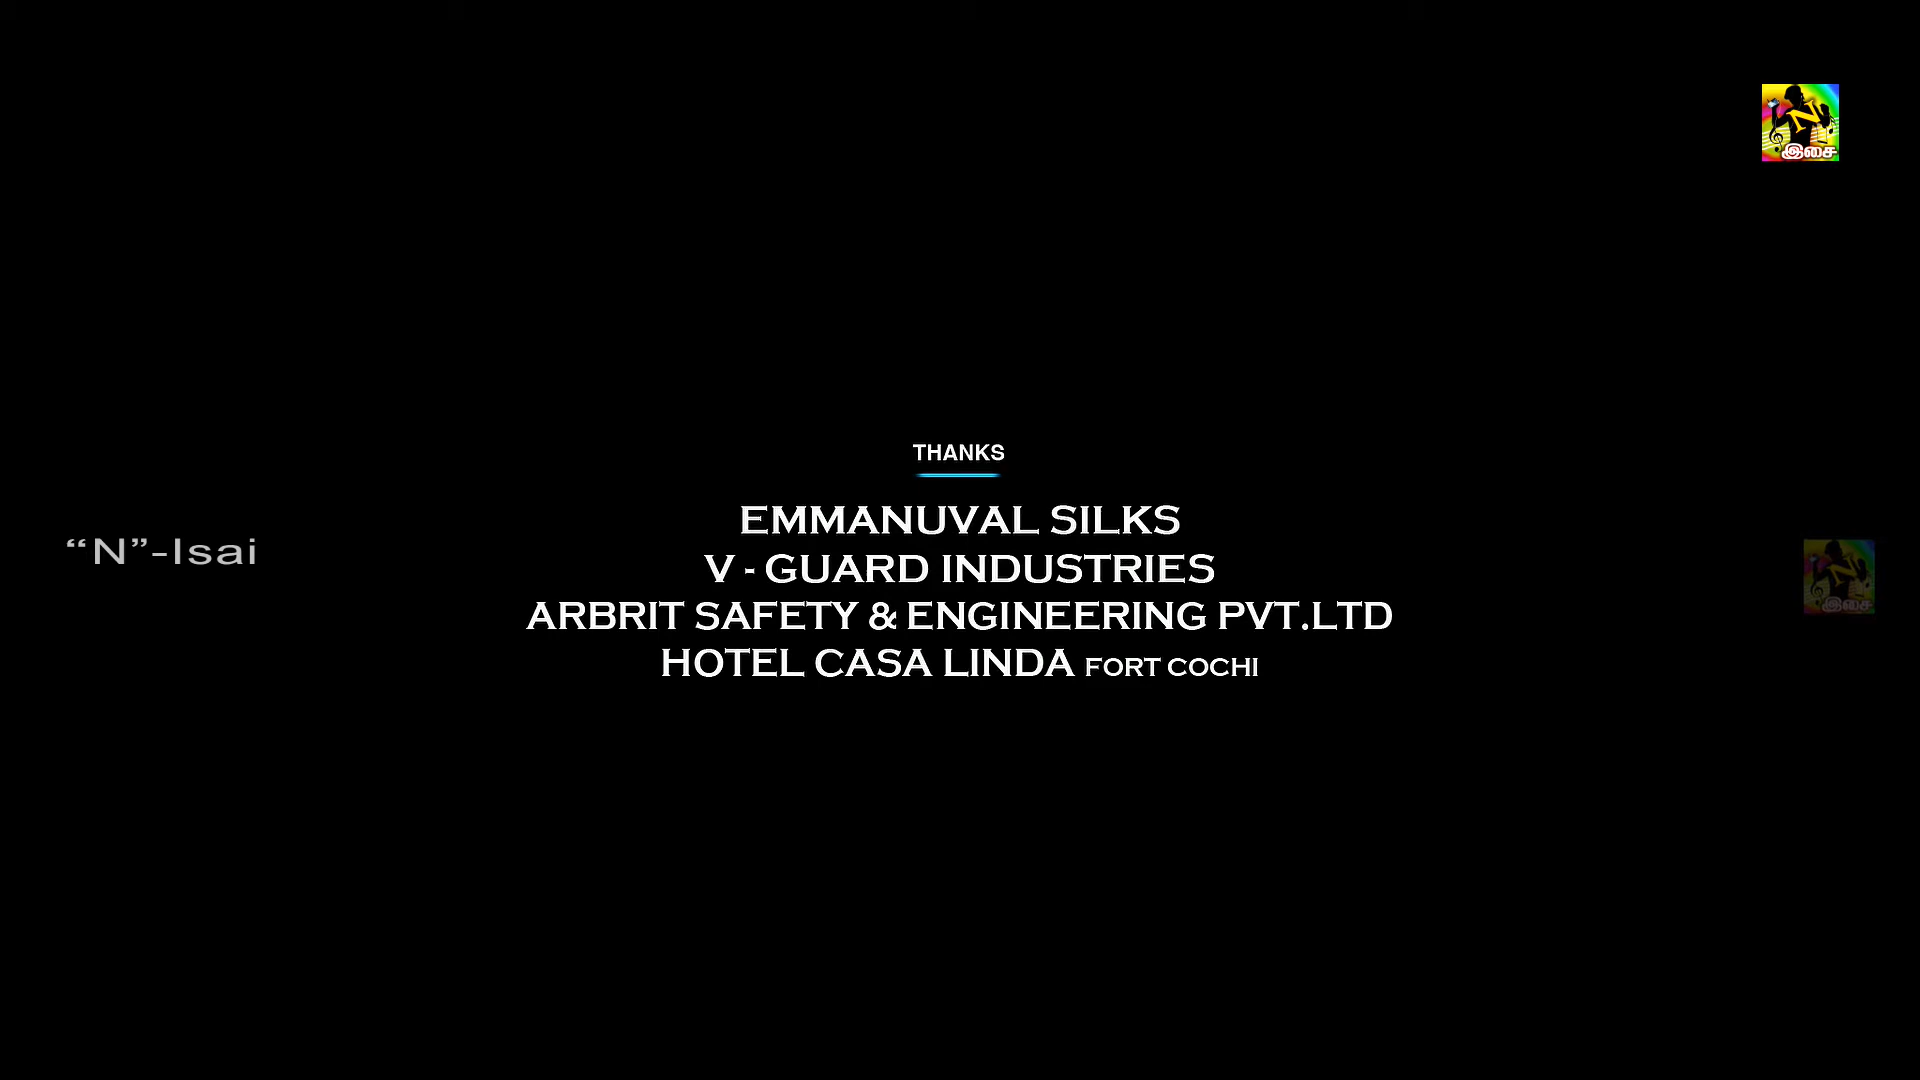 N
இசை
THANKS
EMMANUVAL SILKS
“N”-Isai
V - GUARD INDUSTRIES
ARBRIT SAFETY & ENGINEERING PVT.LTD
N
இசை
HOTEL CASA LINDA FORT COCHI